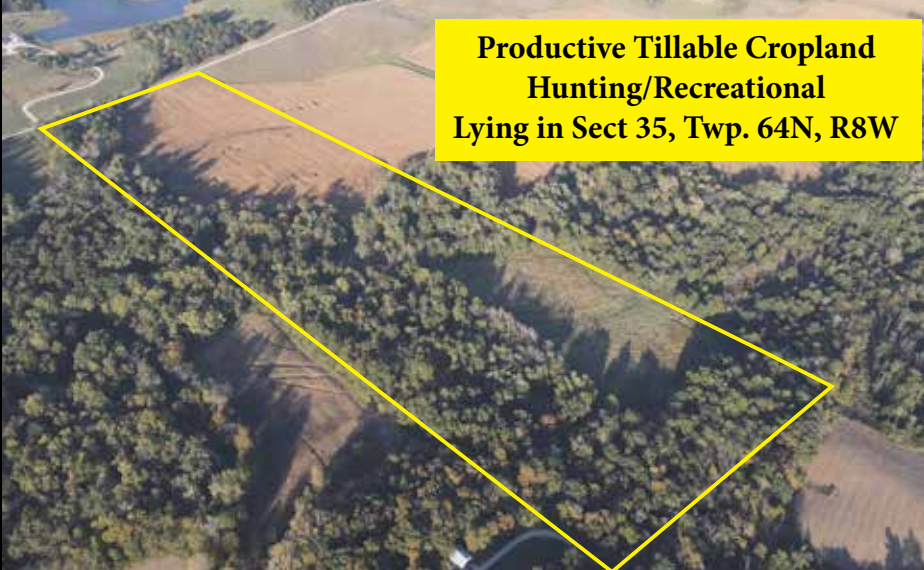 Productive Tillable Cropland
Hunting/Recreational
Lying in Sect 35, Twp. 64N, R8W